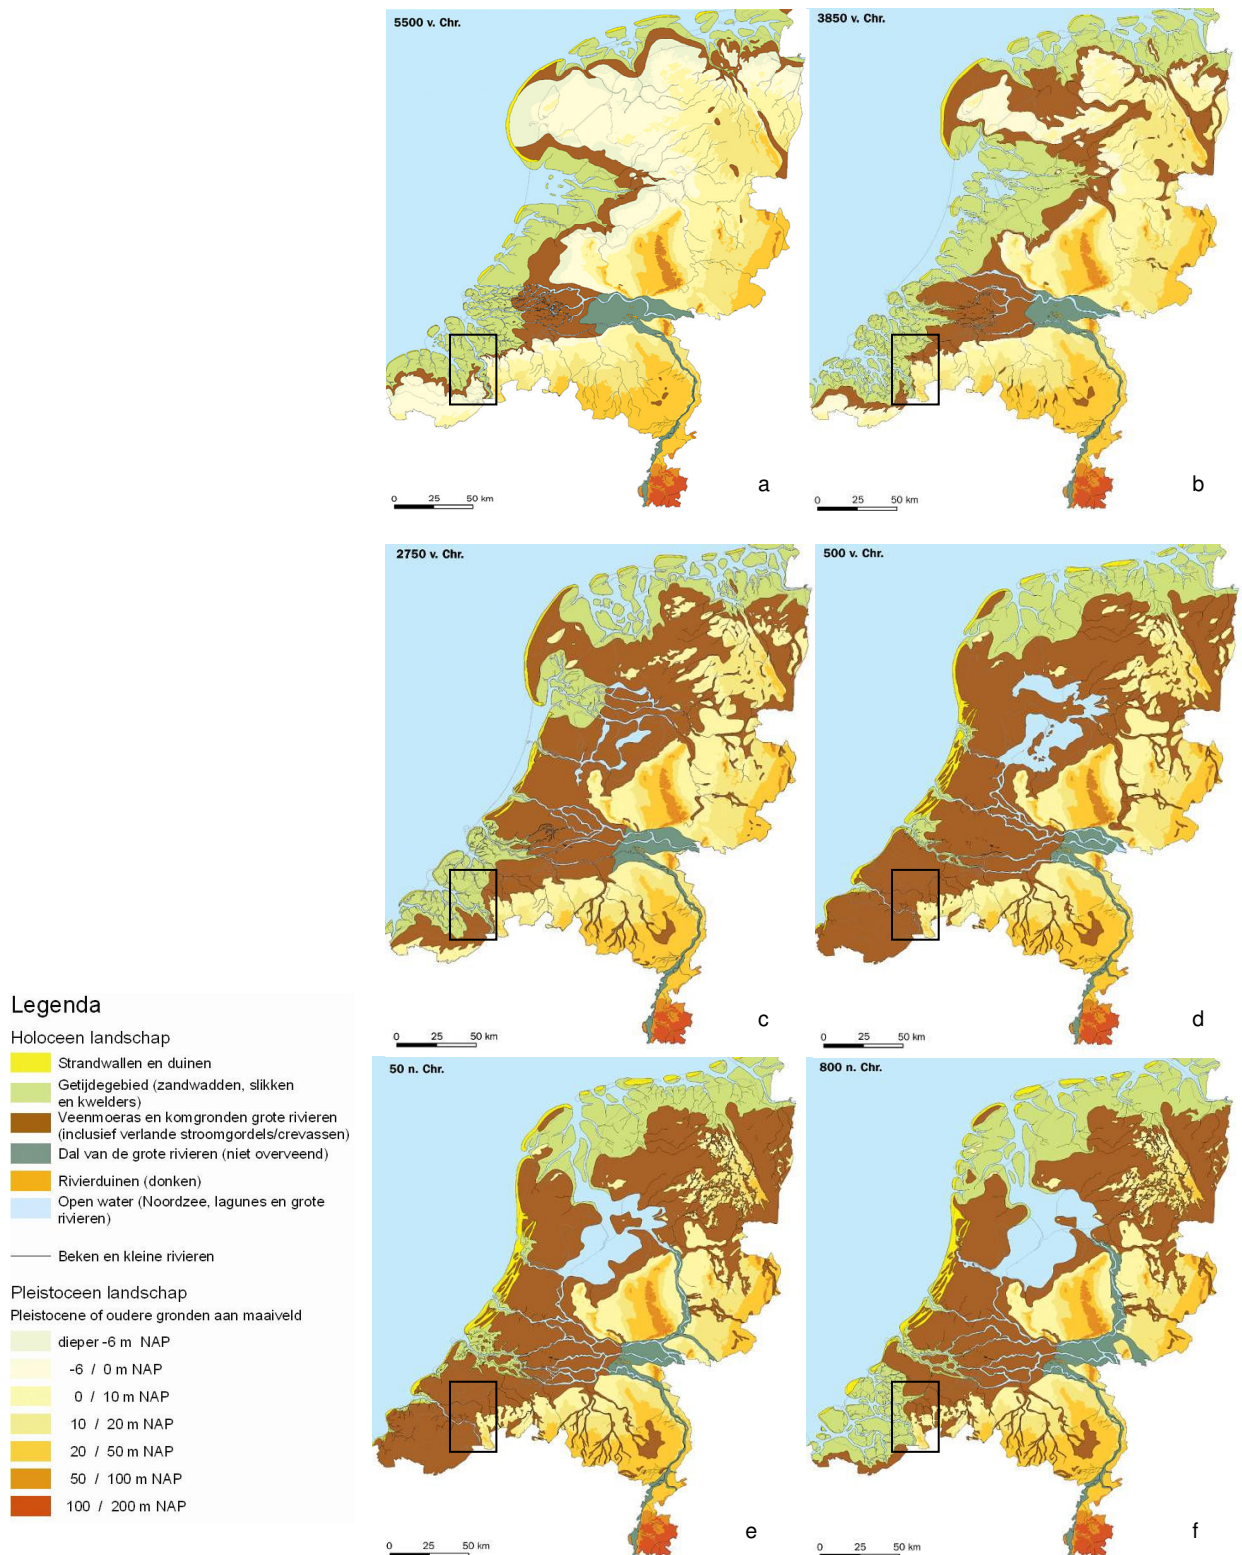 5500 v. Chr.
3850 v. Chr.
0 25 50 km
a
0 25 50 km
b
2750 v. Chr.
500 v. Chr.
0 25 50 km
c
0 25 50 km
d
Legenda
Holoceen landschap
Strandwallen en duinen
Getijdegebied (zandwadden, slikken
en kwelders)
Veenmoeras en komgronden grote rivieren
(inclusief verlande stroomgordels/crevassen)
Dal van de grote rivieren (niet overveend)
Rivierduinen (donken)
Open water (Noordzee, lagunes en grote
rivieren)
Beken en kleine rivieren
Pleistoceen landschap
Pleistocene of oudere gronden aan maaiveld
dieper -6 m NAP
-6 / 0 m NAP
0 / 10 m NAP
10 / 20 m NAP
20 / 50 m NAP
50 / 100 m NAP
100 / 200 m NAP
50 n. Chr.
800 n. Chr.
0 25 50 km
e
0 25 50 km
f